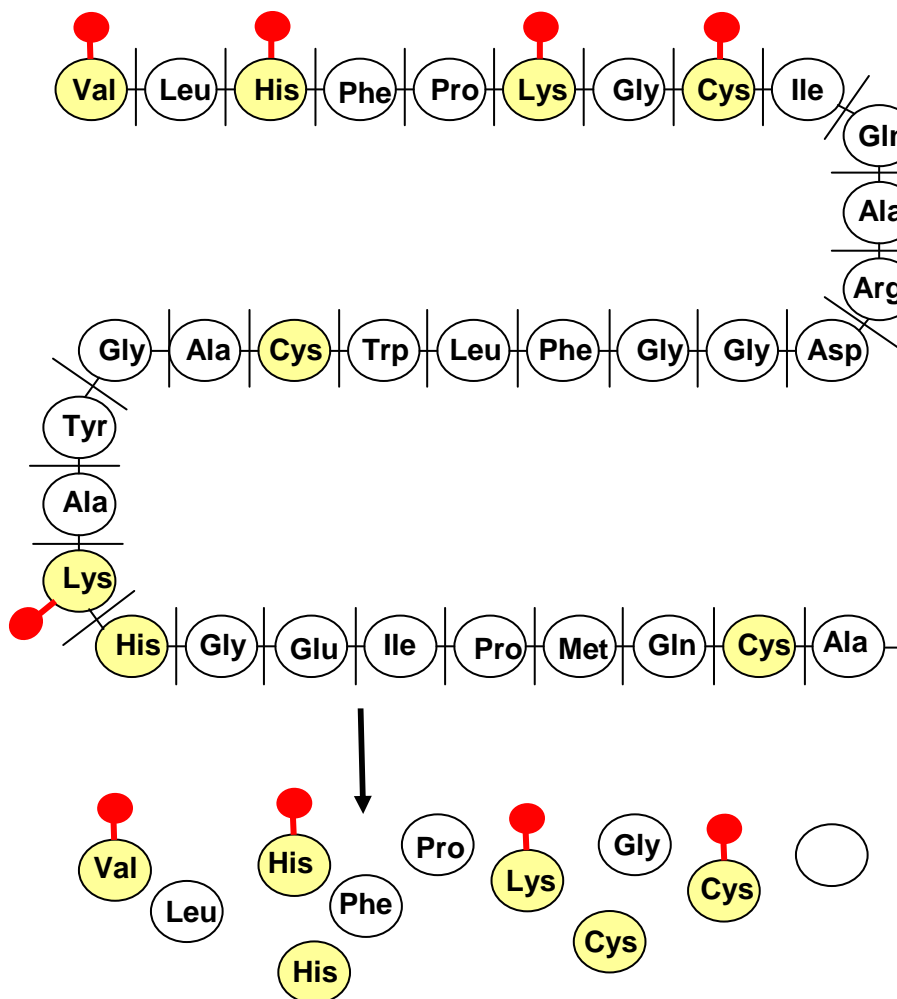 Val Leu His Phe Pro Lys Gly Cys Ile
Gln
Ala
Arg
Gly Ala Cys Trp Leu Phe Gly Gly Asp
Tyr
Ala
Lys
His Gly Glu Ile Pro Met Gln Cys Ala
Val Leu His Phe His Pro Lys Gly Cys Cys